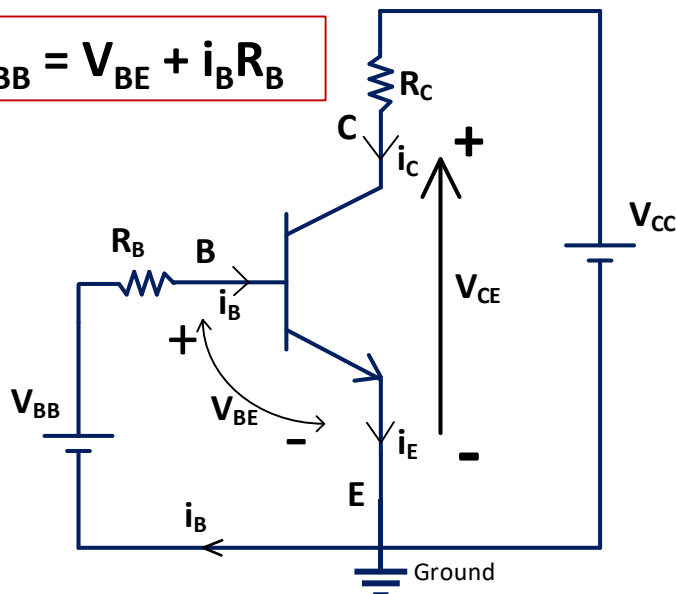 BB = VBE + iBRB
RC
C
iC
+
VCC
RB
B
iB
VCE
+
VBB
VBE
-
iE
-
E
iB
Ground